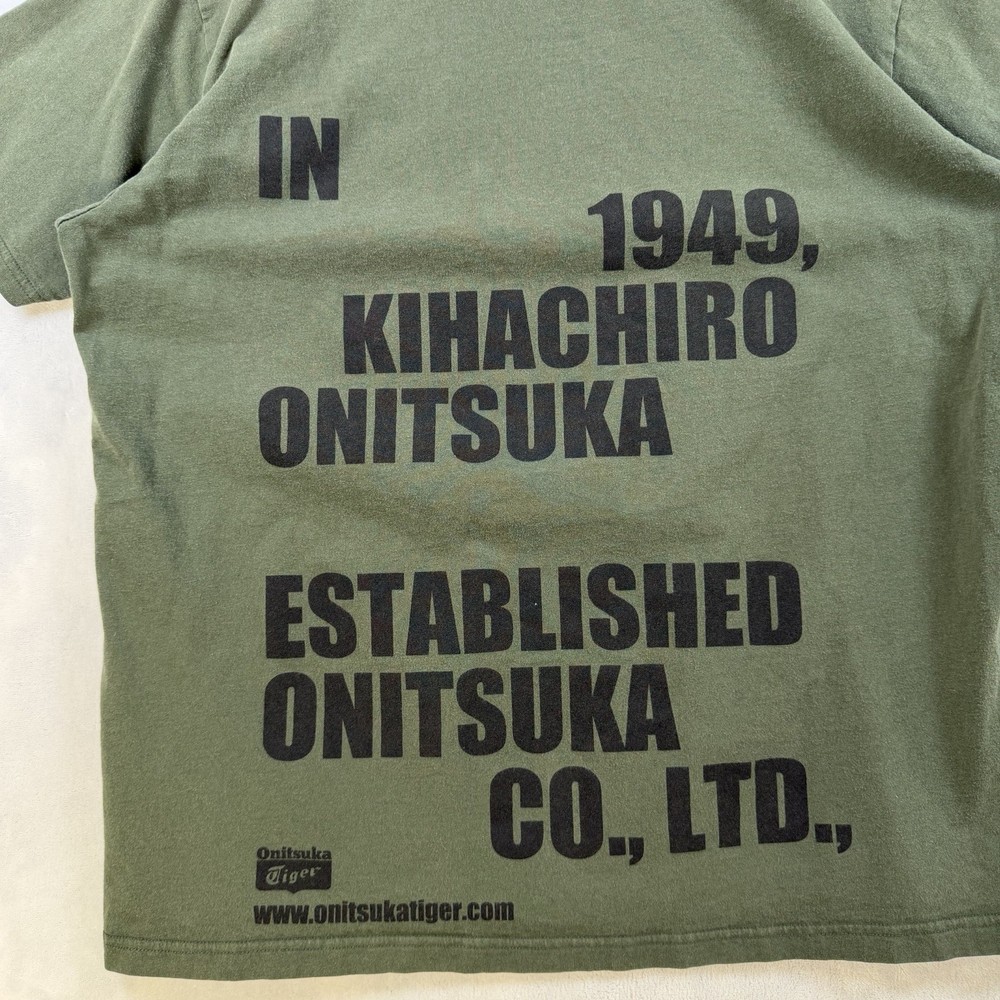 IN
1949,
KIHACHIRO
ONITSUKA
ESTABLISHED
ONITSUKA
CO., LTD.,
Onitsuka
Tiger
www.onitsukatiger.com